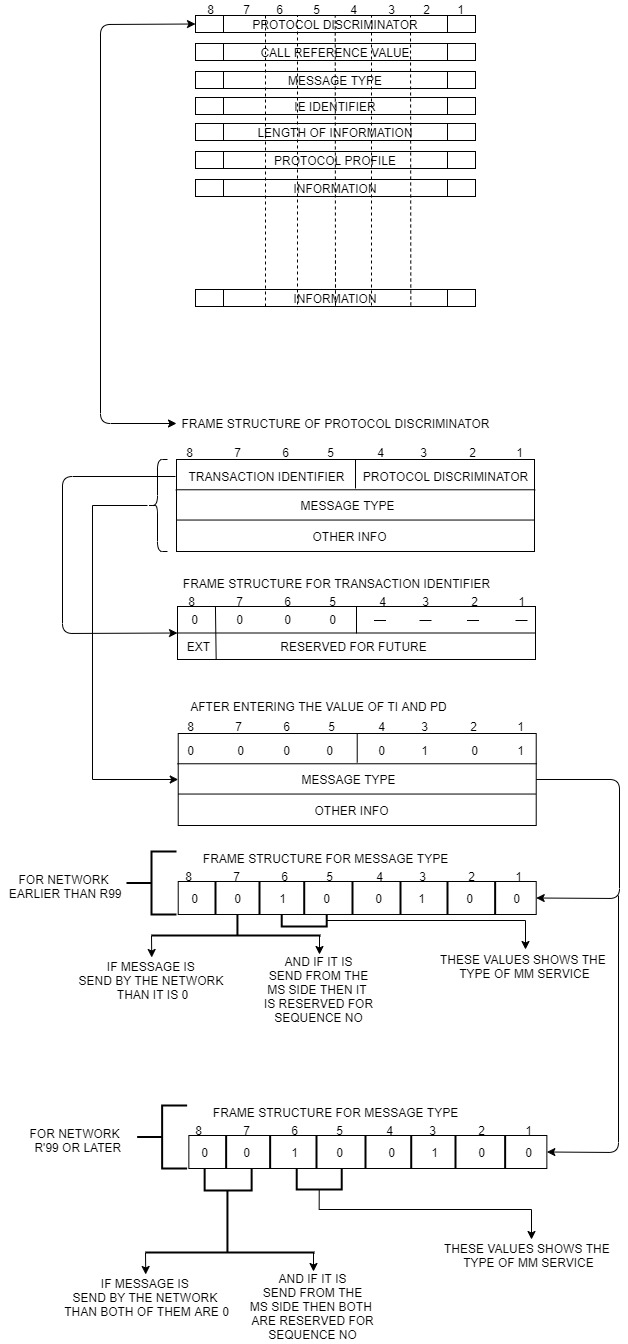 8 7 6 5 4 3 2 1
PROTOCOL DISCRIMINATOR
CALL REFERENCE VALUE
MESSAGE TYPE
IE IDENTIFIER
LENGTH OF INFORMATION
PROTOCOL PROFILE
INFORMATION
INFORMATION
FRAME STRUCTURE OF PROTOCOL DISCRIMINATOR
8 7 6 5 4 3 2 1
TRANSACTION IDENTIFIER PROTOCOL DISCRIMINATOR
MESSAGE TYPE
OTHER INFO
FRAME STRUCTURE FOR TRANSACTION IDENTIFIER
8 7 6 5 4 3 2 1
0 0 0 0 — — — —
EXT RESERVED FOR FUTURE
AFTER ENTERING THE VALUE OF TI AND PD
8 7 6 5 4 3 2 1
0 0 0 0 0 1 0 1
MESSAGE TYPE
OTHER INFO
FRAME STRUCTURE FOR MESSAGE TYPE
FOR NETWORK
EARLIER THAN R99
8 7 6 5 4 3 2 1
0 0 1 0 0 1 0 0
IF MESSAGE IS
SEND BY THE NETWORK
THAN IT IS 0
AND IF IT IS
SEND FROM THE
MS SIDE THEN IT
IS RESERVED FOR
SEQUENCE NO
THESE VALUES SHOWS THE
TYPE OF MM SERVICE
FRAME STRUCTURE FOR MESSAGE TYPE
FOR NETWORK
R'99 OR LATER
8 7 6 5 4 3 2 1
0 0 1 0 0 1 0 0
IF MESSAGE IS
SEND BY THE NETWORK
THAN BOTH OF THEM ARE 0
AND IF IT IS
SEND FROM THE
MS SIDE THEN BOTH
ARE RESERVED FOR
SEQUENCE NO
THESE VALUES SHOWS THE
TYPE OF MM SERVICE